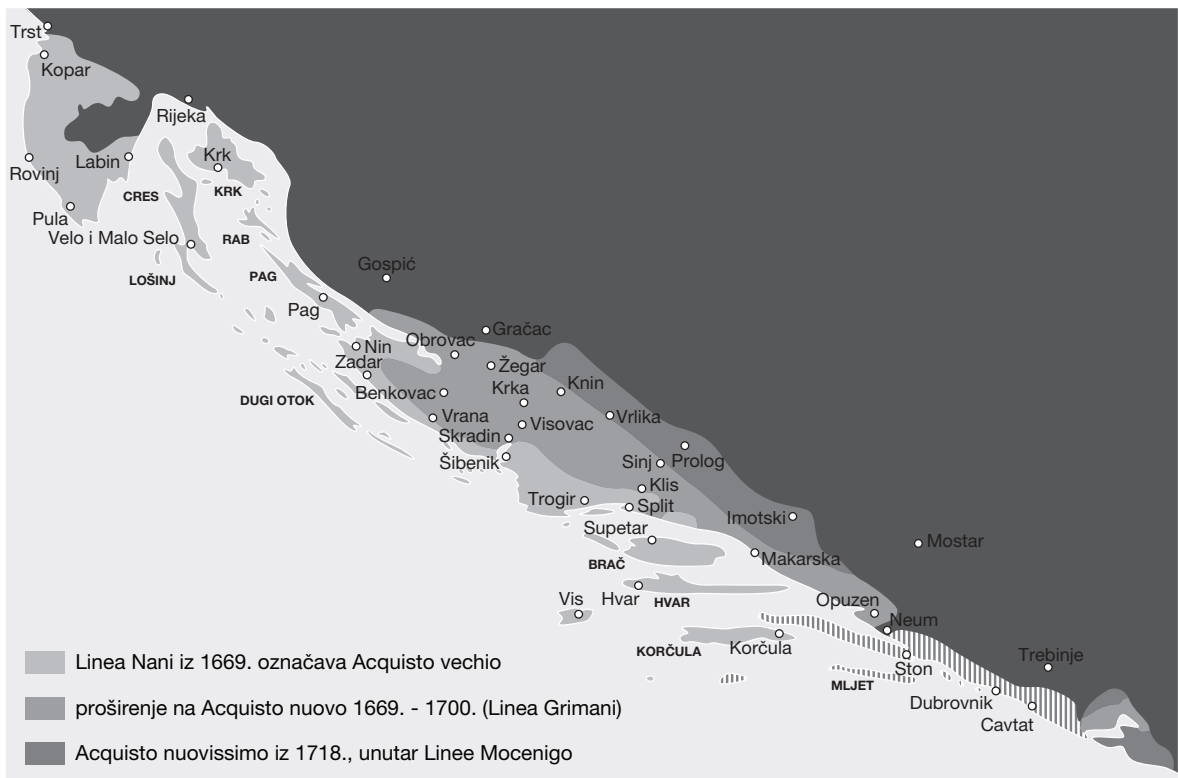 Trst
Kopar
Rijeka
Krk
Labin
Rovinj
CRES
KRK
Pula
Velo i Malo Selo
RAB
Gospić
LOŠINJ
PAG
Pag
Gračac
Obrovac
Nin
Zadar
Žegar
Knin
Krka
Benkovac
DUGI OTOK
Vrana
Vrlika
Visovac
Skradin
Šibenik
Sinj
Prolog
Klis
Trogir
Split
Imotski
Supetar
Mostar
Makarska
BRAČ
Vis
Hvar
HVAR
Opuzen
Neum
KORČULA
Korčula
Ston
Trebinje
MLJET
Dubrovnik
Cavtat
Linea Nani iz 1669. označava Acquisto vechio
proširenje na Acquisto nuovo 1669. - 1700. (Linea Grimani)
Acquisto nuovissimo iz 1718., unutar Linee Mocenigo